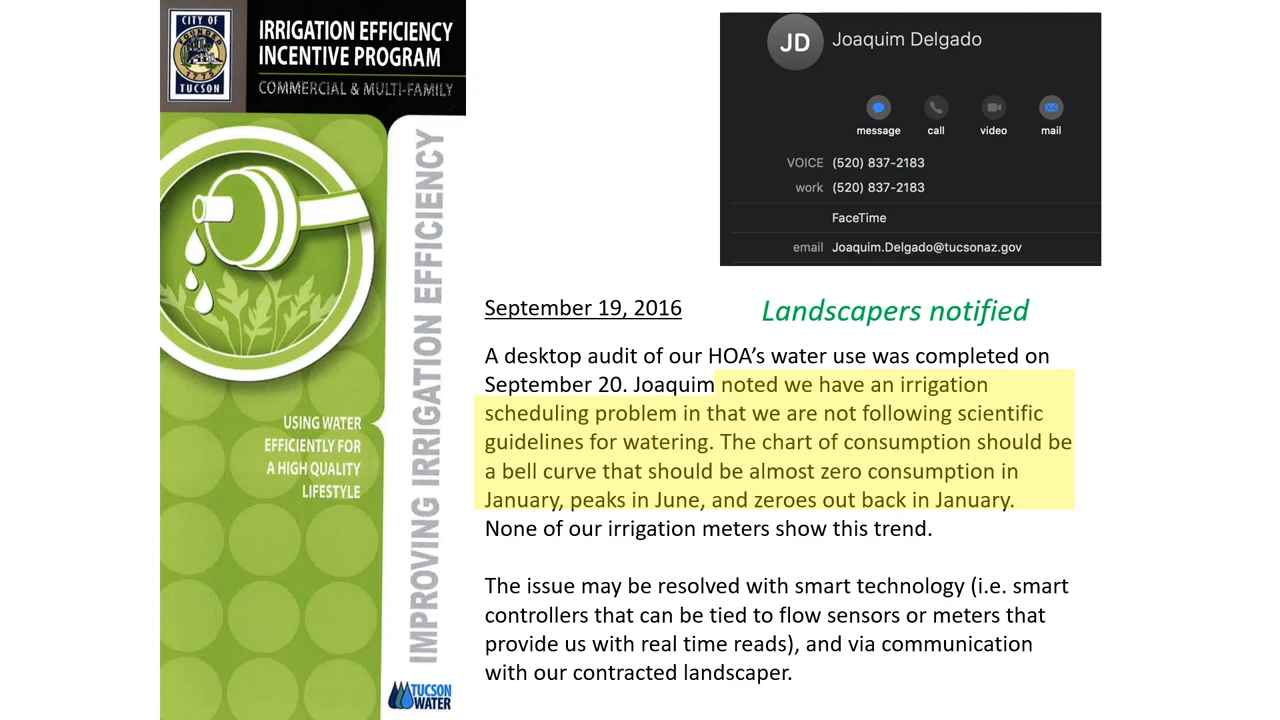 CITY OF
FOUNDED
1775
TUCSON
IRRIGATION EFFICIENCY
INCENTIVE PROGRAM
COMMERCIAL & MULTI-FAMILY
IMPROVING IRRIGATION EFFICIENCY
USING WATER
EFFICIENTLY FOR
A HIGH QUALITY
LIFESTYLE
TUCSON
WATER
JD
Joaquim Delgado
message call video mail
VOICE (520) 837-2183
work (520) 837-2183
FaceTime
email Joaquim.Delgado@tucsonaz.gov
September 19, 2016
Landscapers notified
A desktop audit of our HOA’s water use was completed on
September 20. Joaquim noted we have an irrigation
scheduling problem in that we are not following scientific
guidelines for watering. The chart of consumption should be
a bell curve that should be almost zero consumption in
January, peaks in June, and zeroes out back in January.
None of our irrigation meters show this trend.
The issue may be resolved with smart technology (i.e. smart
controllers that can be tied to flow sensors or meters that
provide us with real time reads), and via communication
with our contracted landscaper.